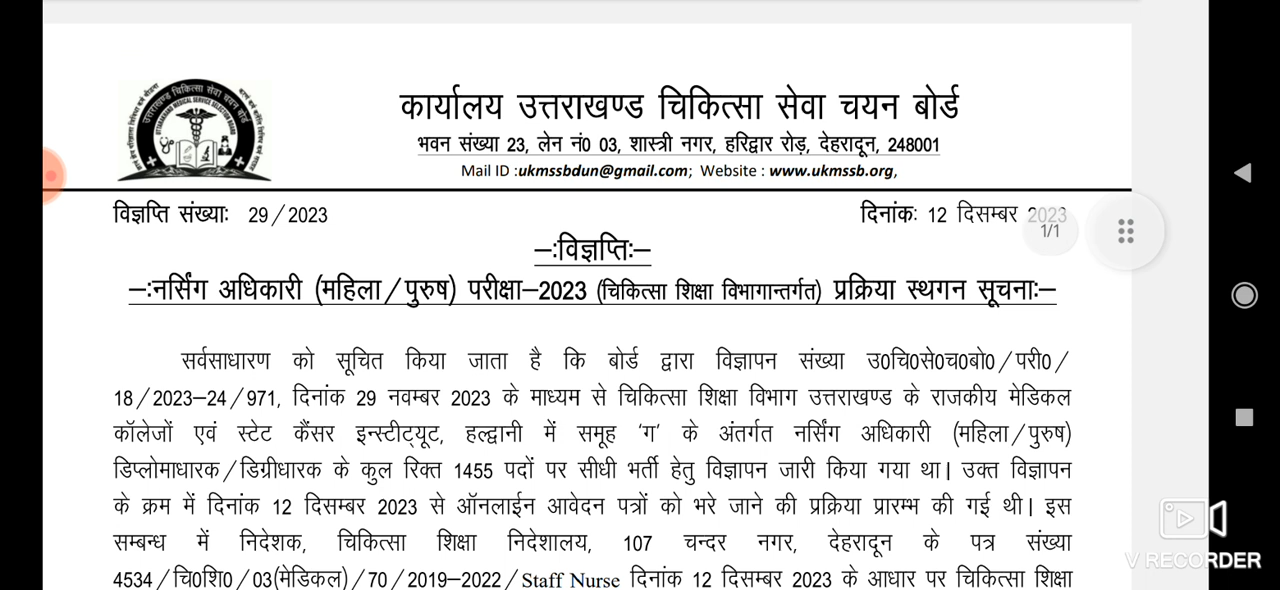 कार्यालय उत्तराखण्ड चिकित्सा सेवा चयन बोर्ड
भवन संख्या 23, लेन नं0 03, शास्त्री नगर, हरिद्वार रोड़, देहरादून, 248001
Mail ID :ukmssbdun@gmail.com; Website : www.ukmssb.org,
विज्ञप्ति संख्याः 29/2023 दिनांकः 12 दिसम्बर 2023
1/1
–:विज्ञप्तिः–
–:नर्सिंग अधिकारी (महिला/पुरुष) परीक्षा–2023 (चिकित्सा शिक्षा विभागान्तर्गत) प्रक्रिया स्थगन सूचनाः–
सर्वसाधारण को सूचित किया जाता है कि बोर्ड द्वारा विज्ञापन संख्या उ0चि0से0च0बो0/परी0/
18/2023–24/971, दिनांक 29 नवम्बर 2023 के माध्यम से चिकित्सा शिक्षा विभाग उत्तराखण्ड के राजकीय मेडिकल
कॉलेजों एवं स्टेट कैंसर इन्स्टीट्यूट, हल्द्वानी में समूह ‘ग’ के अंतर्गत नर्सिंग अधिकारी (महिला/पुरुष)
डिप्लोमाधारक/डिग्रीधारक के कुल रिक्त 1455 पदों पर सीधी भर्ती हेतु विज्ञापन जारी किया गया था। उक्त विज्ञापन
के क्रम में दिनांक 12 दिसम्बर 2023 से ऑनलाईन आवेदन पत्रों को भरे जाने की प्रक्रिया प्रारम्भ की गई थी। इस
सम्बन्ध में निदेशक, चिकित्सा शिक्षा निदेशालय, 107 चन्दर नगर, देहरादून के पत्र संख्या
4534/चि0शि0/03(मेडिकल)/70/2019–2022/Staff Nurse दिनांक 12 दिसम्बर 2023 के आधार पर चिकित्सा शिक्षा
V RECORDER